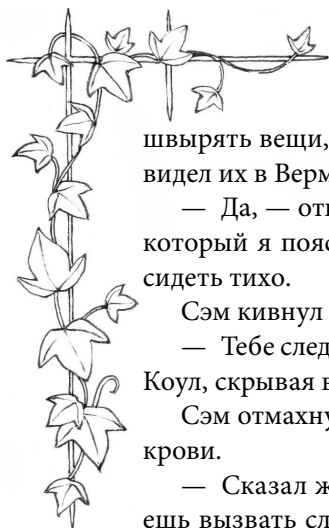 швырять вещи,
видел их в Верм
— Да, — отв
который я пояс
сидеть тихо.
Сэм кивнул
— Тебе след
Коул, скрывая в
Сэм отмахну
крови.
— Сказал ж
ешь вызвать сл